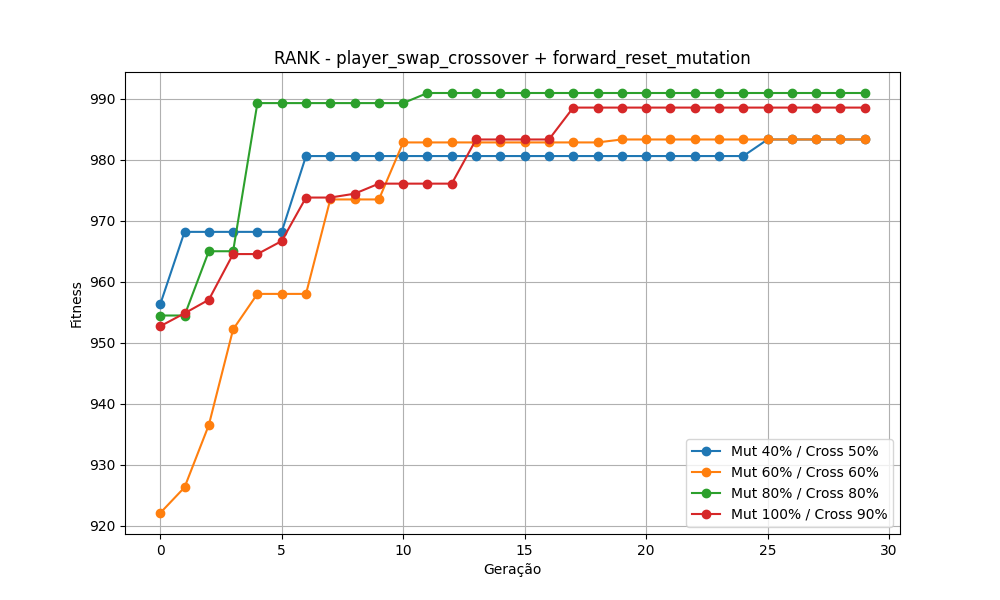 RANK - player_swap_crossover + forward_reset_mutation
990
980
970
960
950
940
930
920
Fitness
0
5
10
15
20
25
30
Geração
Mut 40% / Cross 50%
Mut 60% / Cross 60%
Mut 80% / Cross 80%
Mut 100% / Cross 90%